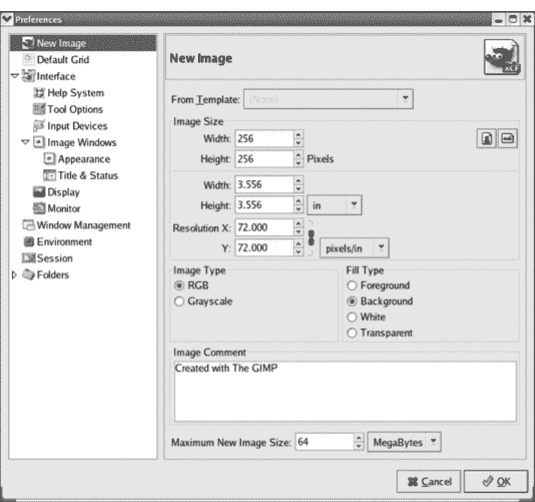 Preferences
New Image
Default Grid
Interface
Help System
Tool Options
Input Devices
Image Windows
Appearance
Title & Status
Display
Monitor
Window Management
Environment
Session
Folders
New Image
XCF
From Template: (None)
Image Size
Width: 256
Height: 256 Pixels
Width: 3.556
Height: 3.556 in
Resolution X: 72.000
Y: 72.000 pixels/in
Image Type
RGB
Grayscale
Fill Type
Foreground
Background
White
Transparent
Image Comment
Created with The GIMP
Maximum New Image Size: 64 MegaBytes
Cancel OK